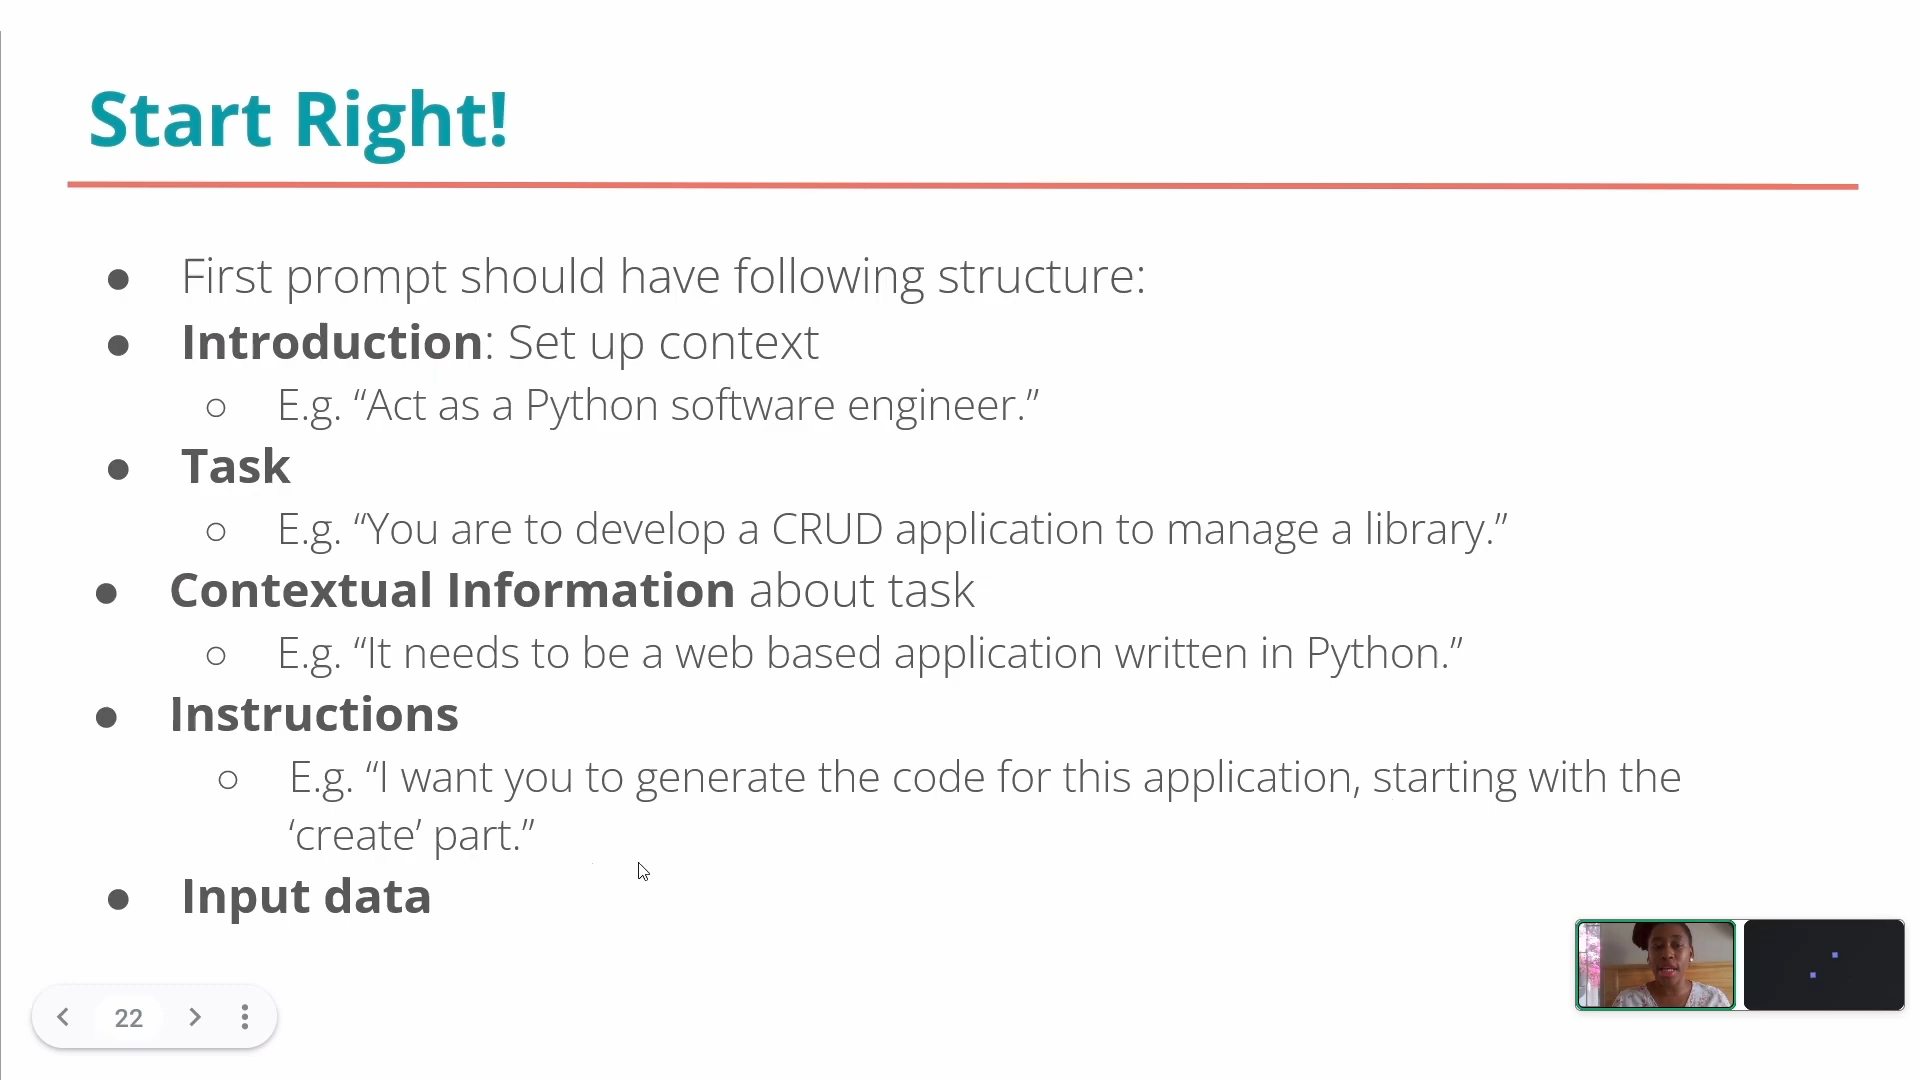 Start Right!
● First prompt should have following structure:
● Introduction: Set up context
○ E.g. “Act as a Python software engineer.”
● Task
○ E.g. “You are to develop a CRUD application to manage a library.”
● Contextual Information about task
○ E.g. “It needs to be a web based application written in Python.”
● Instructions
○ E.g. “I want you to generate the code for this application, starting with the
‘create’ part.”
● Input data
22